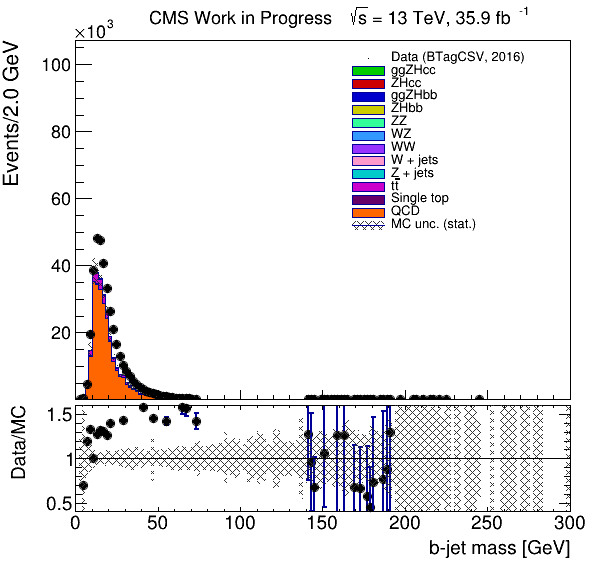 CMS Work in Progress √s = 13 TeV, 35.9 fb⁻¹
×10³
Events/2.0 GeV
100
80
60
40
20
Data (BTagCSV, 2016)
ggZHcc
ZHcc
ggZHbb
ZHbb
ZZ
WZ
WW
W + jets
Z + jets
tt̅
Single top
QCD
MC unc. (stat.)
Data/MC
1.5
1
0.5
0 50 100 150 200 250 300
b-jet mass [GeV]